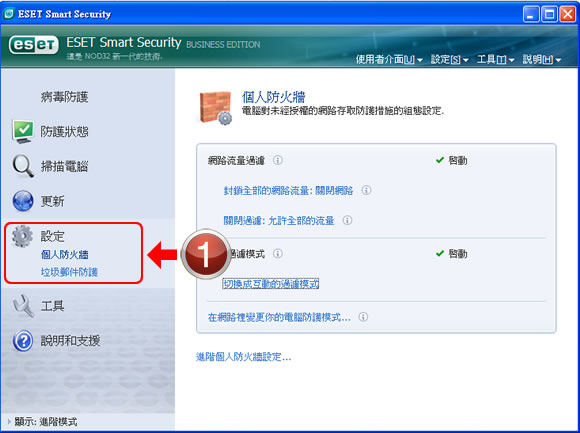 ESET Smart Security
eseT ESET Smart Security BUSINESS EDITION
這是 NOD32 新一代的技術.
使用者介面[U] 設定[S] 工具[T] 說明[H]
病毒防護
防護狀態
掃描電腦
更新
設定
個人防火牆
垃圾郵件防護
工具
說明和支援
顯示: 進階模式
1
個人防火牆
電腦對未經授權的網路存取防護措施的組態設定.
網路流量過濾 啓動
封鎖全部的網路流量: 關閉網路
關閉過濾: 允許全部的流量
過濾模式 啓動
切換成互動的過濾模式
在網路裡變更你的電腦防護模式...
進階個人防火牆設定...